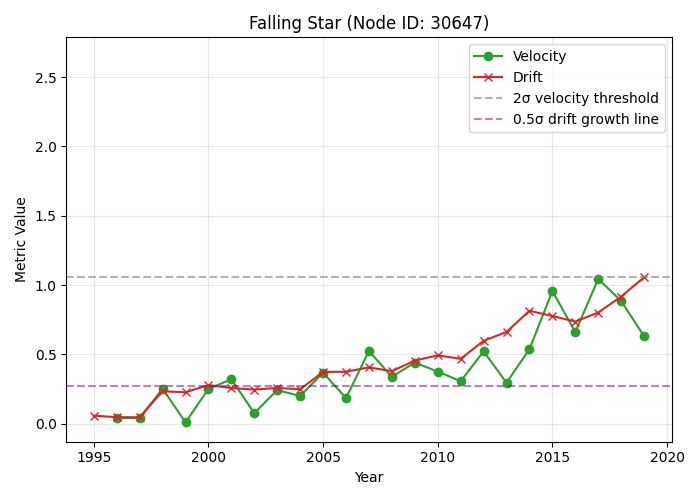 Falling Star (Node ID: 30647)
Velocity
Drift
2σ velocity threshold
0.5σ drift growth line
Metric Value
2.5
2.0
1.5
1.0
0.5
0.0
1995 2000 2005 2010 2015 2020
Year